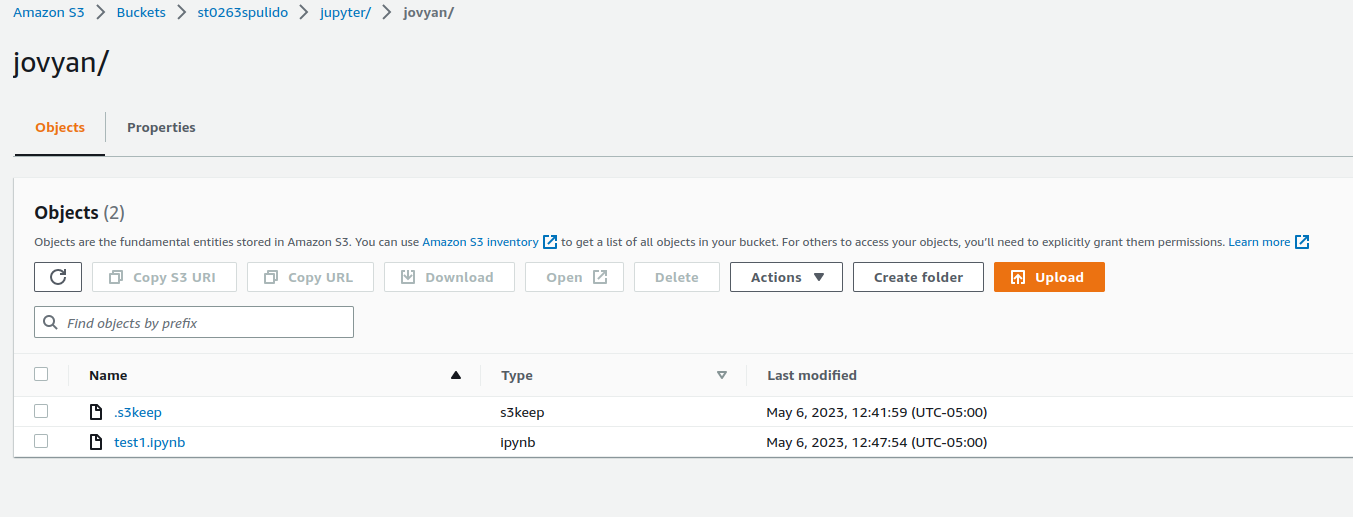 Amazon S3 > Buckets > st0263spulido > jupyter/ > jovyan/
jovyan/
Objects Properties
Objects (2)
Objects are the fundamental entities stored in Amazon S3. You can use Amazon S3 inventory to get a list of all objects in your bucket. For others to access your objects, you'll need to explicitly grant them permissions. Learn more
Copy S3 URI Copy URL Download Open Delete Actions Create folder Upload
Find objects by prefix
Name Type Last modified
.s3keep s3keep May 6, 2023, 12:41:59 (UTC-05:00)
test1.ipynb ipynb May 6, 2023, 12:47:54 (UTC-05:00)